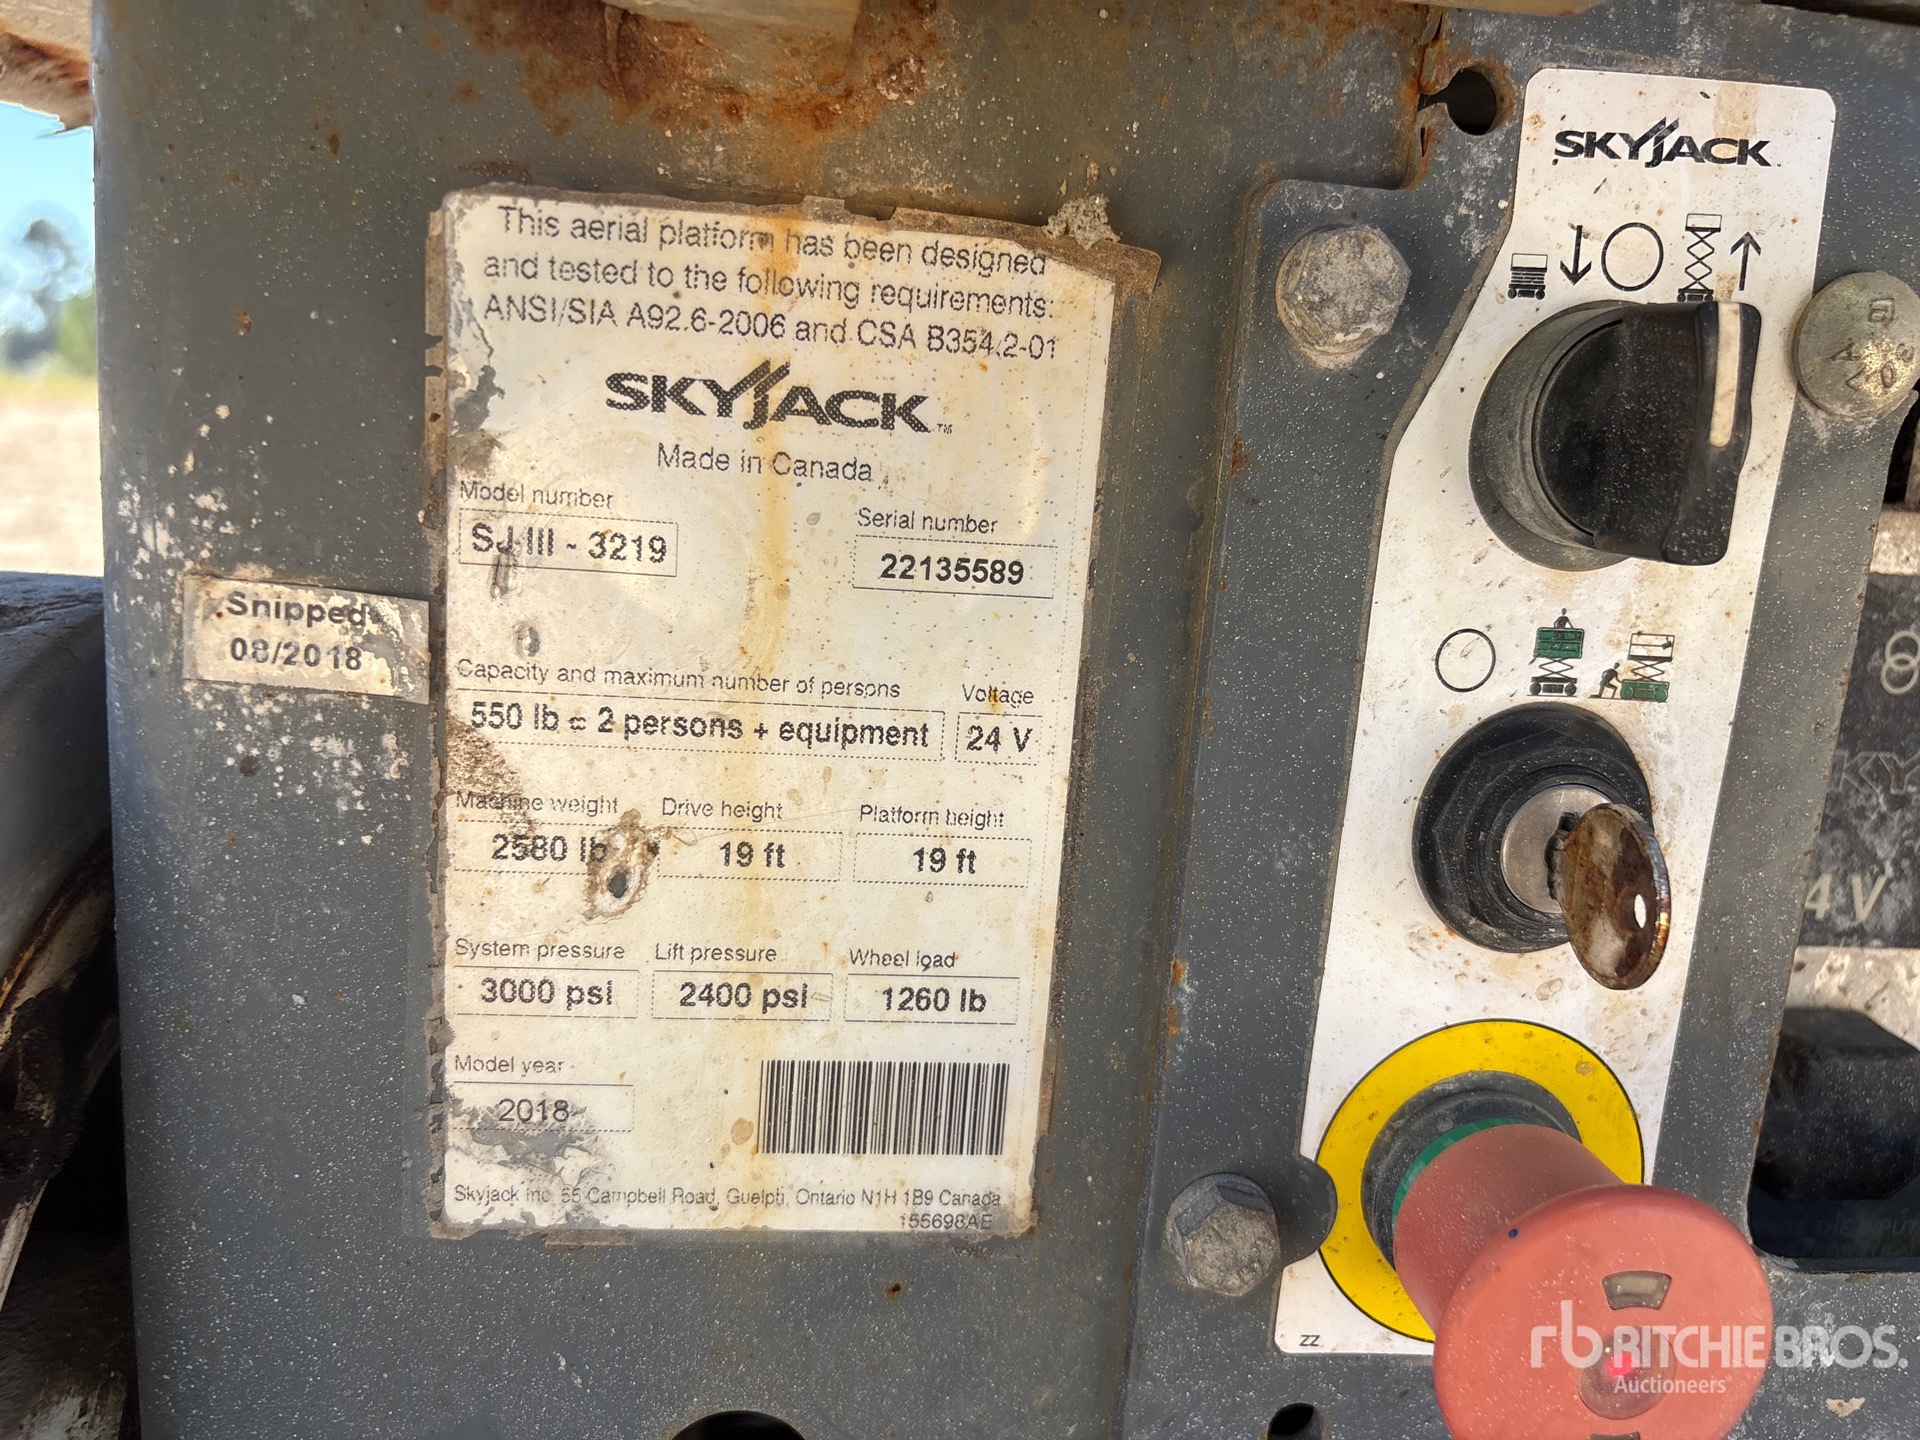 This aerial platform has been designed
and tested to the following requirements:
ANSI/SIA A92.6-2006 and CSA B354.2-01
SKYJACK™
Made in Canada
Model number
SJ III - 3219
Serial number
22135589
Snipped
08/2018
Capacity and maximum number of persons
550 lb = 2 persons + equipment
Voltage
24 V
Machine weight
2580 lb
Drive height
19 ft
Platform height
19 ft
System pressure
3000 psi
Lift pressure
2400 psi
Wheel load
1260 lb
Model year
2018
Skyjack Inc. 55 Campbell Road, Guelph, Ontario N1H 1B9 Canada
155698AE
SKYJACK
ZZ
4 V
rb RITCHIE BROS.
Auctioneers